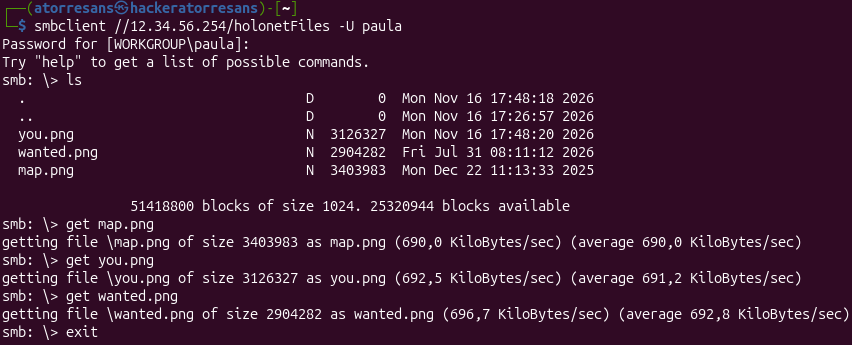 ┌──(atorresans㉿hackeratorresans)-[~]
└─$ smbclient //12.34.56.254/holonetFiles -U paula
Password for [WORKGROUP\paula]:
Try "help" to get a list of possible commands.
smb: \> ls
  .                                   D        0  Mon Nov 16 17:48:18 2026
  ..                                  D        0  Mon Nov 16 17:26:57 2026
  you.png                             N  3126327  Mon Nov 16 17:48:20 2026
  wanted.png                          N  2904282  Fri Jul 31 08:11:12 2026
  map.png                             N  3403983  Mon Dec 22 11:13:33 2025
                51418800 blocks of size 1024. 25320944 blocks available
smb: \> get map.png
getting file \map.png of size 3403983 as map.png (690,0 KiloBytes/sec) (average 690,0 KiloBytes/sec)
smb: \> get you.png
getting file \you.png of size 3126327 as you.png (692,5 KiloBytes/sec) (average 691,2 KiloBytes/sec)
smb: \> get wanted.png
getting file \wanted.png of size 2904282 as wanted.png (696,7 KiloBytes/sec) (average 692,8 KiloBytes/sec)
smb: \> exit